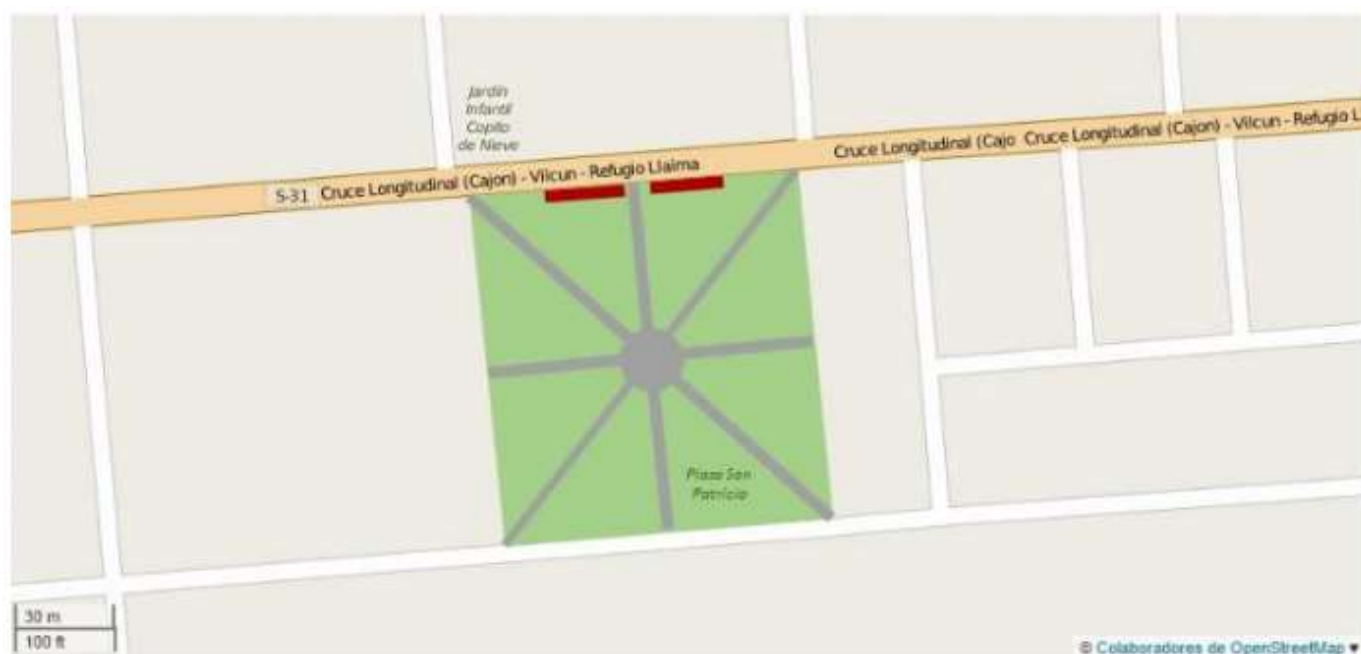 Jardín
Infantil
Copito
de Nieve
S-31 Cruce Longitudinal (Cajon) - Vilcun - Refugio Llaima
Cruce Longitudinal (Cajo Cruce Longitudinal (Cajon) - Vilcun - Refugio L
Plaza San
Patricio
30 m
100 ft
© Colaboradores de OpenStreetMap ♥